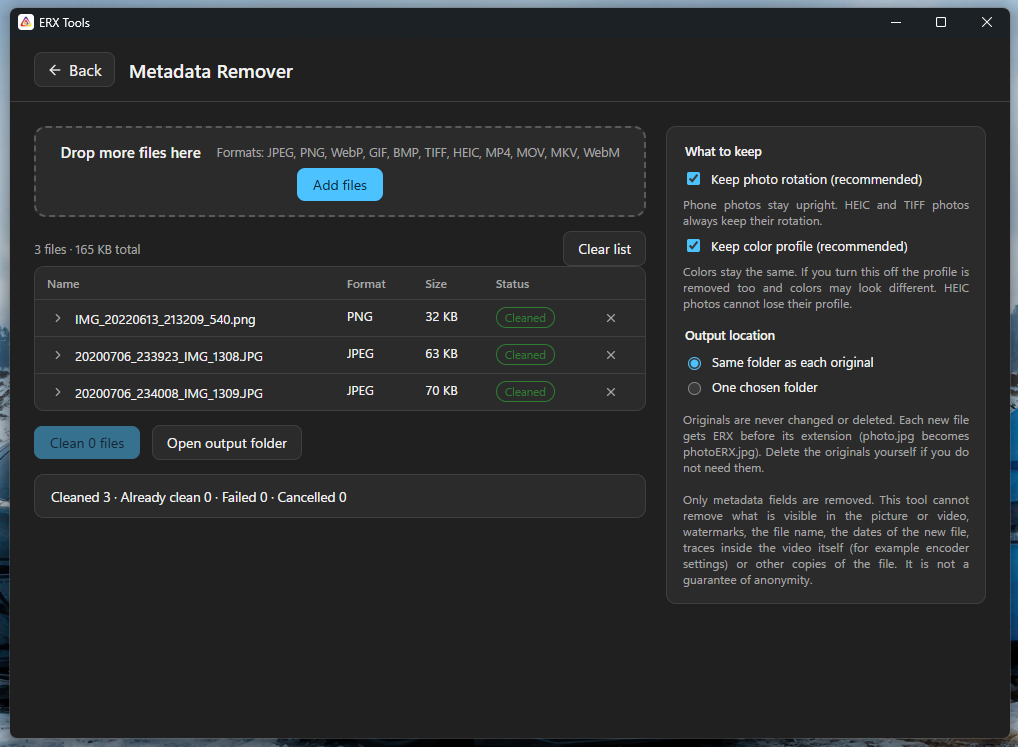 ERX Tools
Back
Metadata Remover
Drop more files here
Formats: JPEG, PNG, WebP, GIF, BMP, TIFF, HEIC, MP4, MOV, MKV, WebM
Add files
3 files · 165 KB total
Clear list
Name Format Size Status
IMG_20220613_213209_540.png PNG 32 KB Cleaned
20200706_233923_IMG_1308.JPG JPEG 63 KB Cleaned
20200706_234008_IMG_1309.JPG JPEG 70 KB Cleaned
Clean 0 files
Open output folder
Cleaned 3 · Already clean 0 · Failed 0 · Cancelled 0
What to keep
Keep photo rotation (recommended)
Phone photos stay upright. HEIC and TIFF photos
always keep their rotation.
Keep color profile (recommended)
Colors stay the same. If you turn this off the profile is
removed too and colors may look different. HEIC
photos cannot lose their profile.
Output location
Same folder as each original
One chosen folder
Originals are never changed or deleted. Each new file
gets ERX before its extension (photo.jpg becomes
photoERX.jpg). Delete the originals yourself if you do
not need them.
Only metadata fields are removed. This tool cannot
remove what is visible in the picture or video,
watermarks, the file name, the dates of the new file,
traces inside the video itself (for example encoder
settings) or other copies of the file. It is not a
guarantee of anonymity.